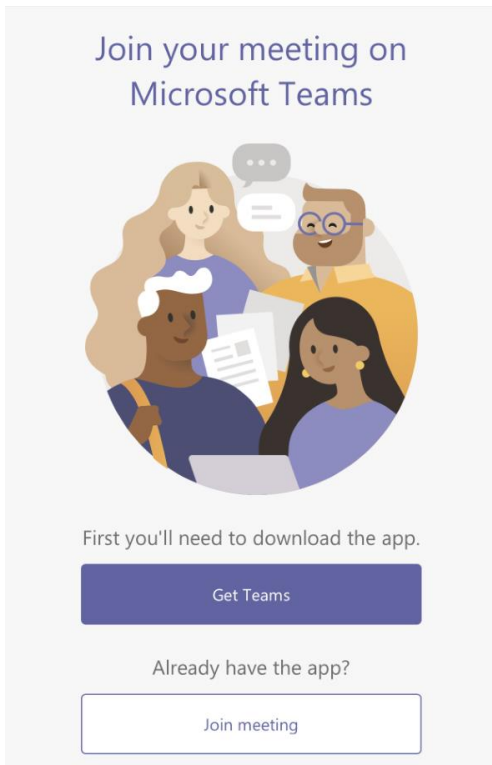 Join your meeting on
Microsoft Teams
First you'll need to download the app.
Get Teams
Already have the app?
Join meeting